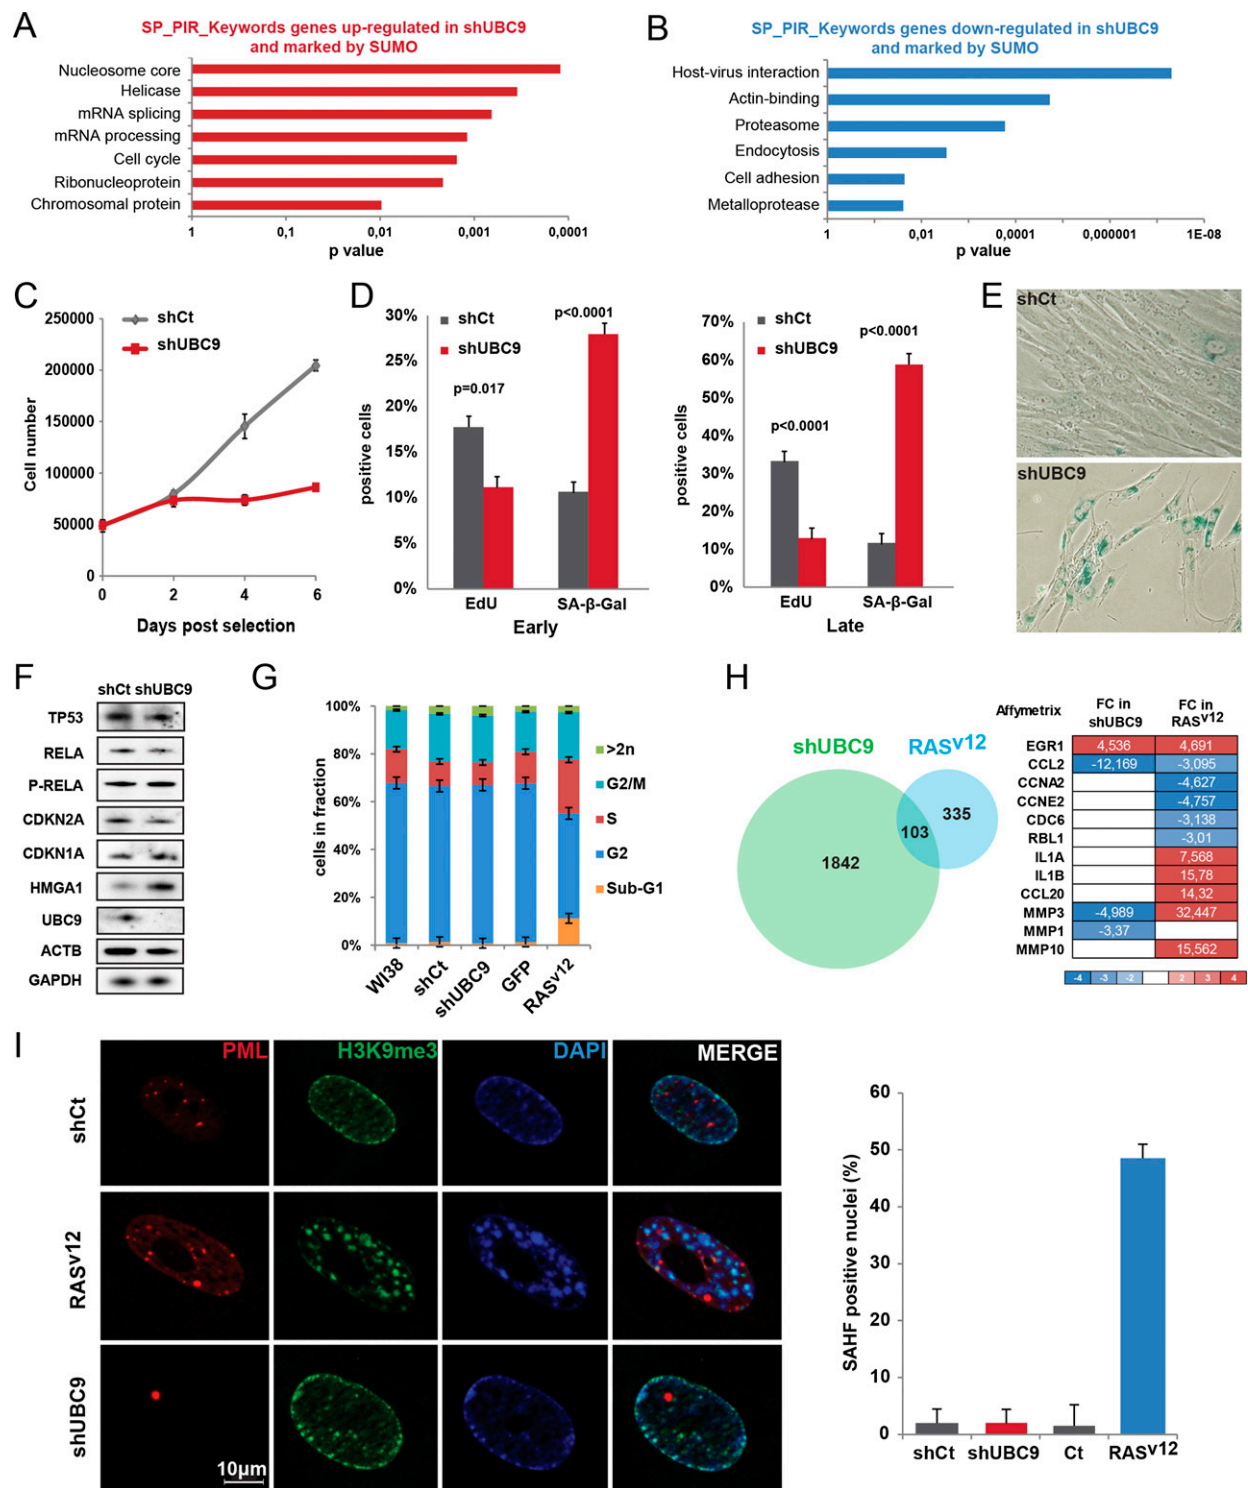 A
SP_PIR_Keywords genes up-regulated in shUBC9
and marked by SUMO
Nucleosome core
Helicase
mRNA splicing
mRNA processing
Cell cycle
Ribonucleoprotein
Chromosomal protein
1 0,1 0,01 0,001 0,0001
p value
B
SP_PIR_Keywords genes down-regulated in shUBC9
and marked by SUMO
Host-virus interaction
Actin-binding
Proteasome
Endocytosis
Cell adhesion
Metalloprotease
1 0,01 0,0001 0,000001 1E-08
p value
C
shCt
shUBC9
Cell number
250000
200000
150000
100000
50000
0
0 2 4 6
Days post selection
D
shCt
shUBC9
positive cells
30%
25%
20%
15%
10%
5%
0%
p=0.017
p<0.0001
EdU SA-β-Gal
Early
shCt
shUBC9
positive cells
70%
60%
50%
40%
30%
20%
10%
0%
p<0.0001
p<0.0001
EdU SA-β-Gal
Late
E
shCt
shUBC9
F
shCt shUBC9
TP53
RELA
P-RELA
CDKN2A
CDKN1A
HMGA1
UBC9
ACTB
GAPDH
G
cells in fraction
100%
80%
60%
40%
20%
0%
WI38 shCt shUBC9 GFP RASV12
>2n
G2/M
S
G2
Sub-G1
H
shUBC9
RASV12
1842
103
335
Affymetrix FC in shUBC9 FC in RASV12
EGR1 4,536 4,691
CCL2 -12,169 -3,095
CCNA2 -4,627
CCNE2 -4,757
CDC6 -3,138
RBL1 -3,01
IL1A 7,568
IL1B 15,78
CCL20 14,32
MMP3 -4,989 32,447
MMP1 -3,37
MMP10 15,562
-4 -3 -2 2 3 4
I
PML H3K9me3 DAPI MERGE
shCt
RASV12
shUBC9
10µm
SAHF positive nuclei (%)
60
50
40
30
20
10
0
shCt shUBC9 Ct RASV12